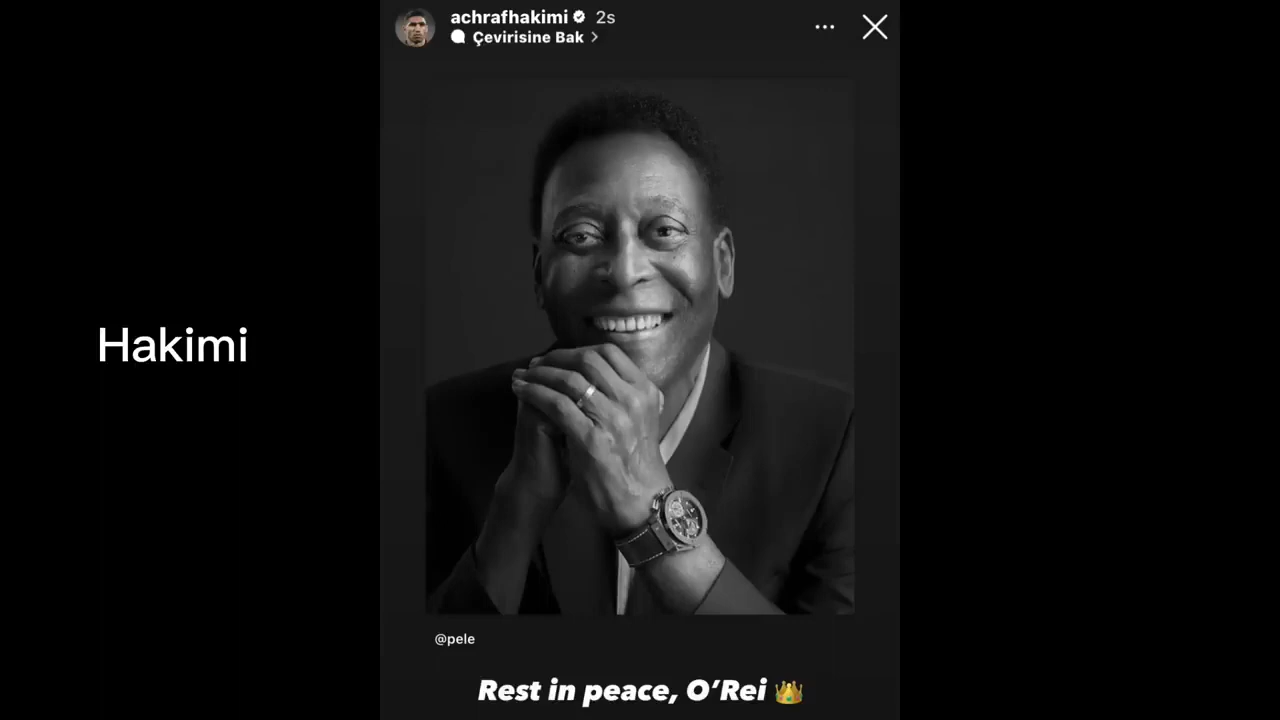 achrafhakimi 2s
Çevirisine Bak
Hakimi
@pele
Rest in peace, O’Rei 👑